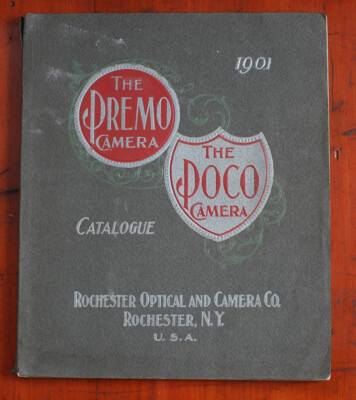 1901
THE
PREMO
CAMERA
THE
POCO
CAMERA
CATALOGUE
ROCHESTER OPTICAL AND CAMERA CO.
ROCHESTER, N.Y.
U. S. A.